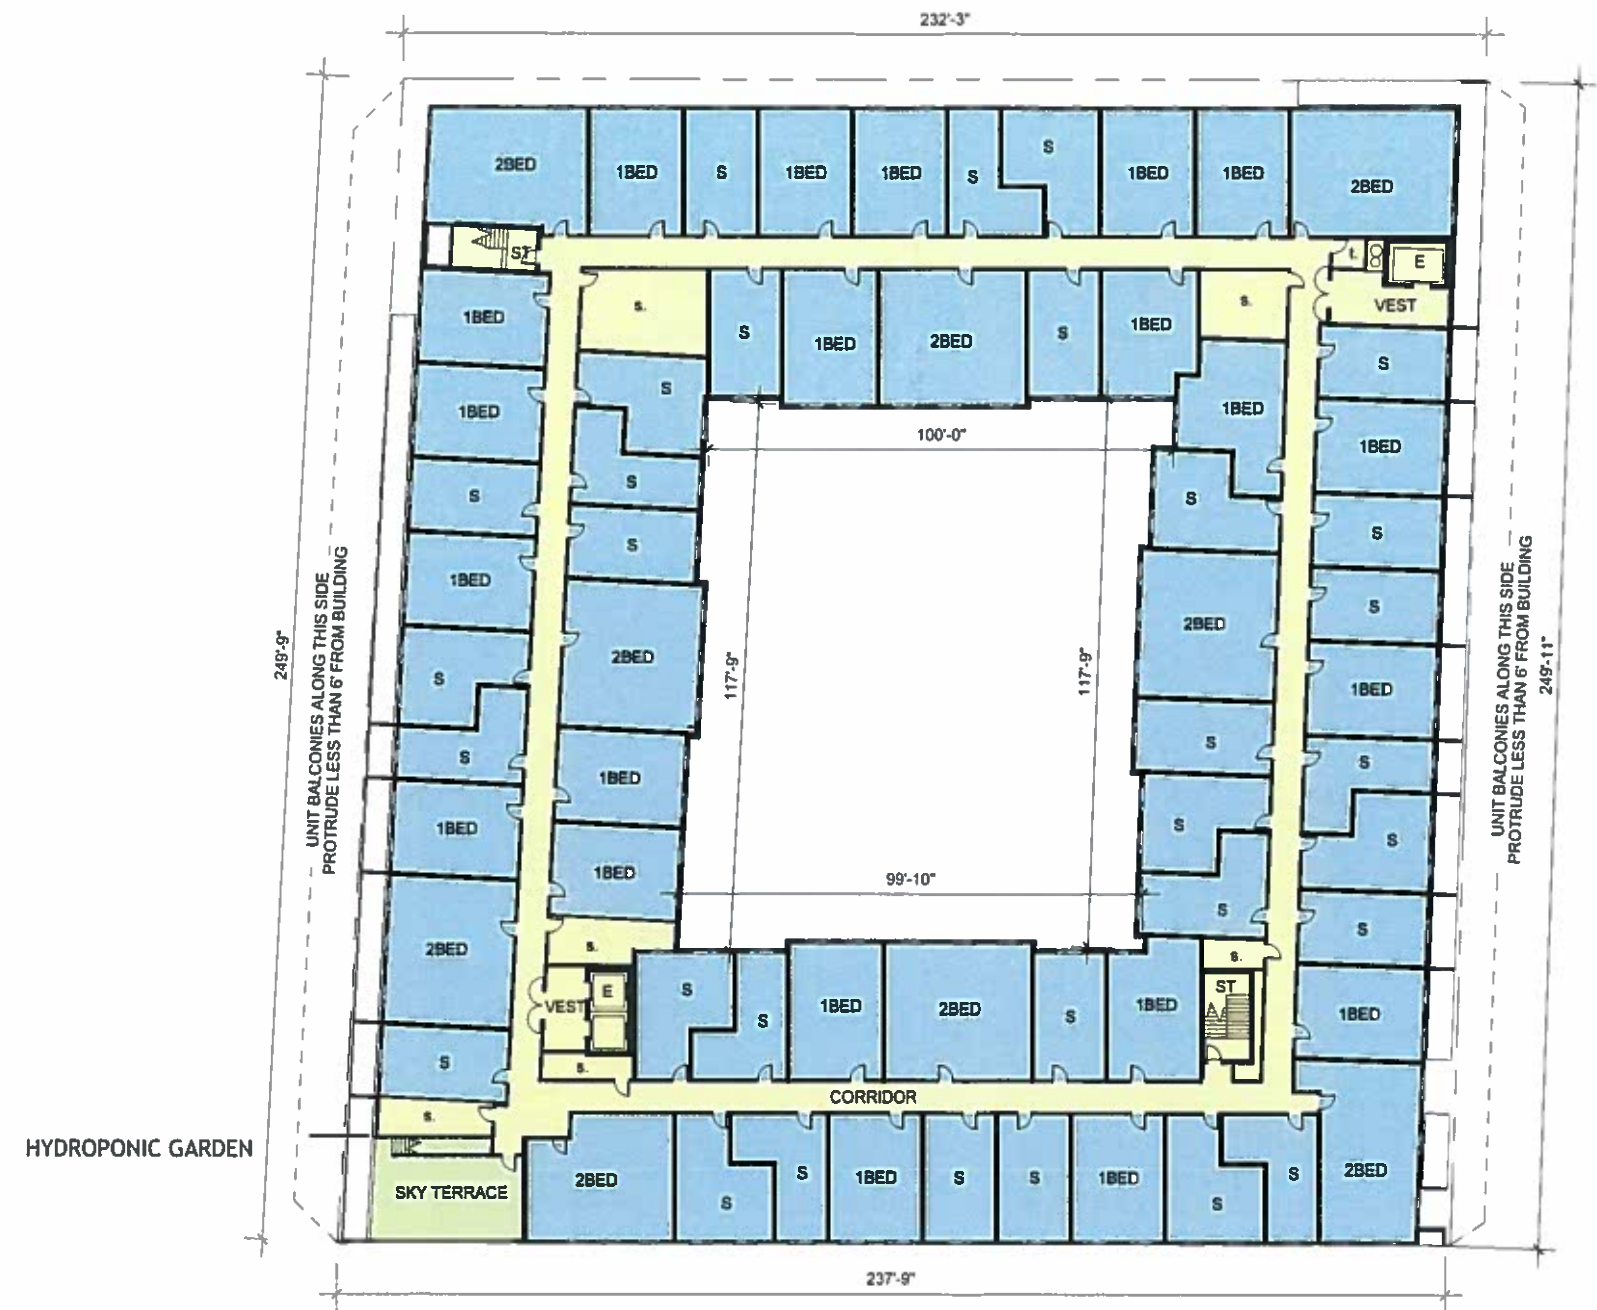 232'-3"
2BED
1BED
S
1BED
1BED
S
S
1BED
1BED
2BED
ST
t.
E
VEST
s.
S
1BED
2BED
S
1BED
s.
1BED
1BED
S
1BED
S
S
1BED
2BED
S
s.
S
S
S
2BED
1BED
1BED
s.
VEST
E
s.
100'-0"
117'-9"
117'-9"
99'-10"
1BED
S
2BED
S
S
S
s.
ST
S
1BED
S
S
1BED
S
S
S
1BED
2BED
S
S
1BED
2BED
S
1BED
CORRIDOR
2BED
S
S
1BED
S
S
1BED
S
S
HYDROPONIC GARDEN
SKY TERRACE
249'-9"
UNIT BALCONIES ALONG THIS SIDE
PROTRUDE LESS THAN 6' FROM BUILDING
UNIT BALCONIES ALONG THIS SIDE
PROTRUDE LESS THAN 6' FROM BUILDING
249'-11"
237'-9"